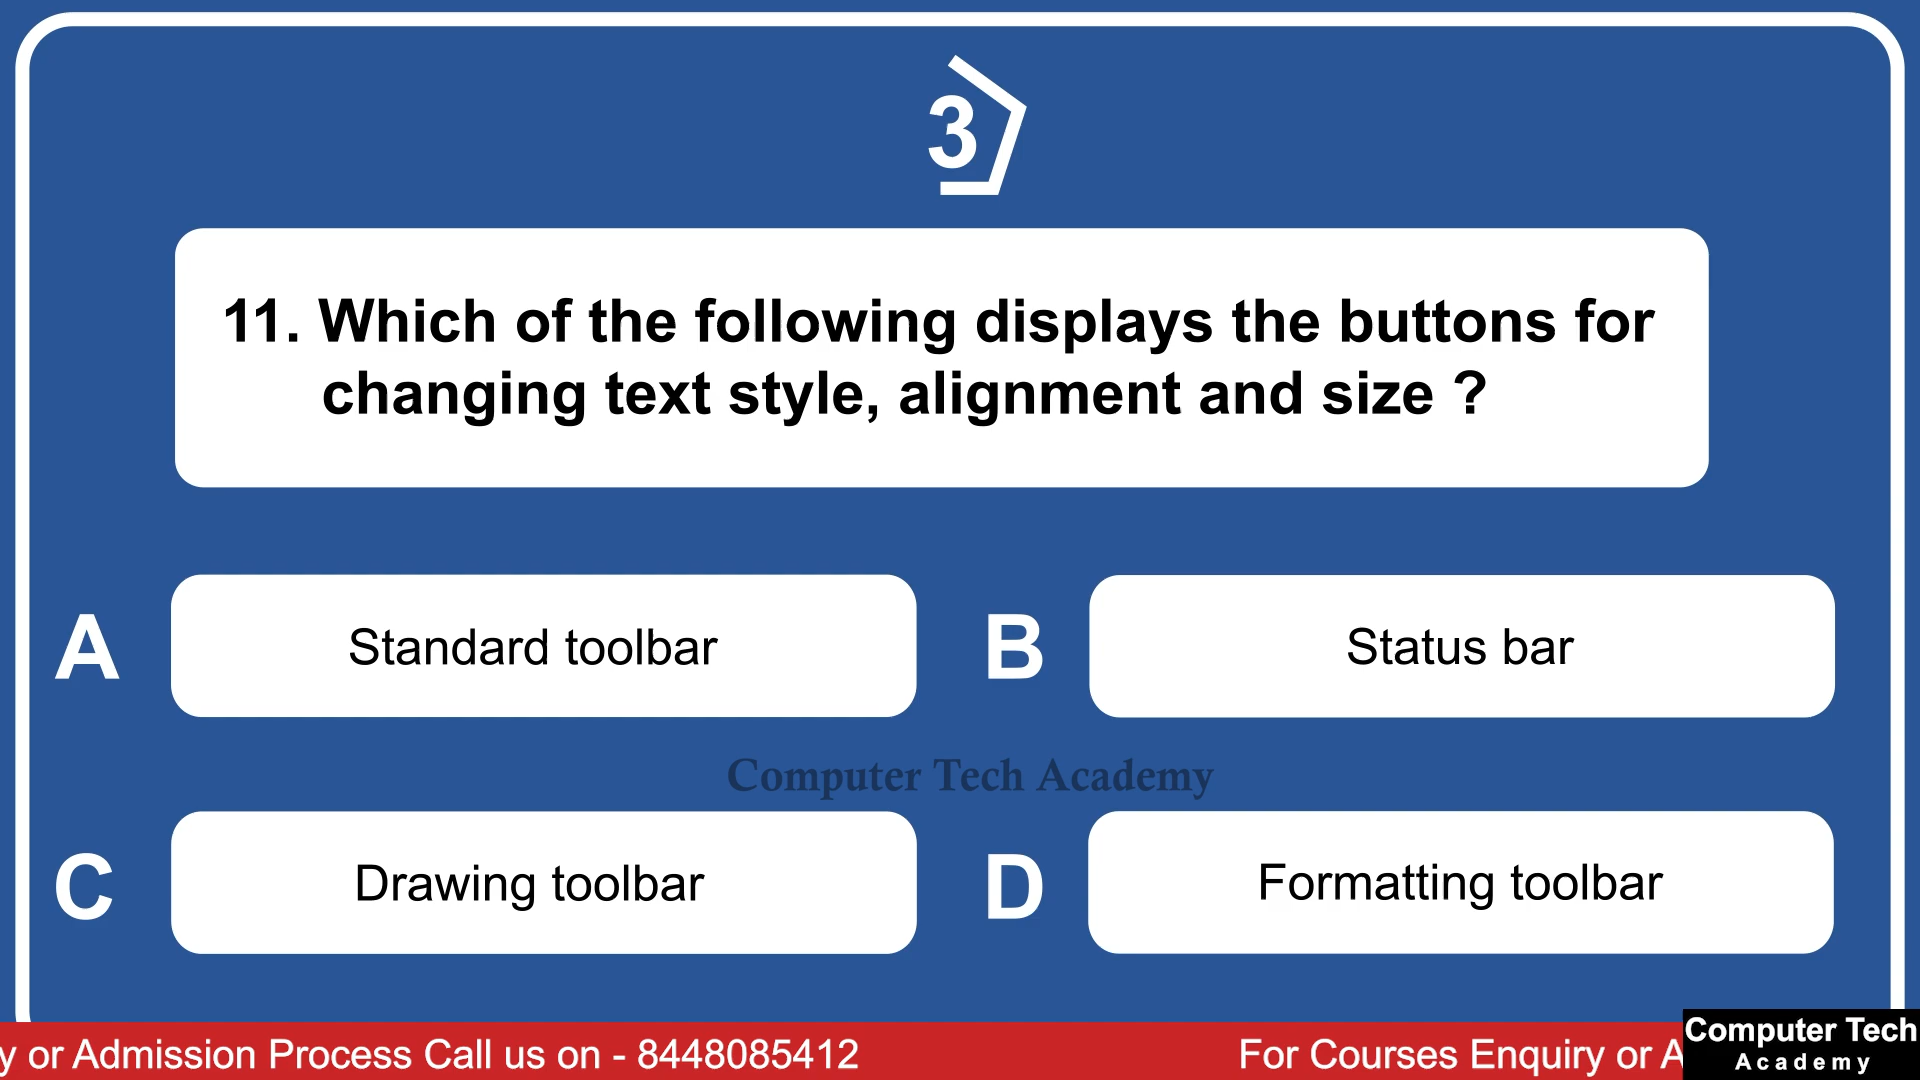 3
11. Which of the following displays the buttons for
changing text style, alignment and size ?
A
Standard toolbar
B
Status bar
Computer Tech Academy
C
Drawing toolbar
D
Formatting toolbar
y or Admission Process Call us on - 8448085412
For Courses Enquiry or A
Computer Tech
Academy